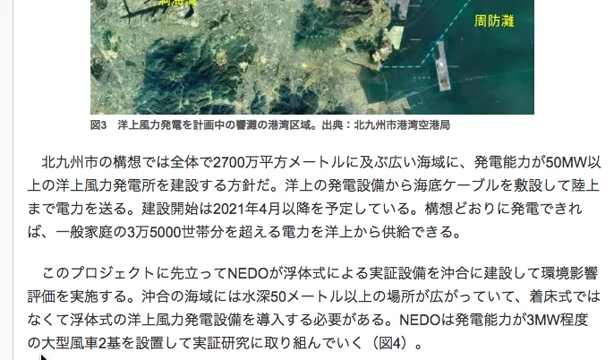 周防灘
図3 洋上風力発電を計画中の響灘の港湾区域。出典：北九州市港湾空港局
北九州市の構想では全体で2700万平方メートルに及ぶ広い海域に、発電能力が50MW以
上の洋上風力発電所を建設する方針だ。洋上の発電設備から海底ケーブルを敷設して陸上
まで電力を送る。建設開始は2021年4月以降を予定している。構想どおりに発電できれ
ば、一般家庭の3万5000世帯分を超える電力を洋上から供給できる。
このプロジェクトに先立ってNEDOが浮体式による実証設備を沖合に建設して環境影響
評価を実施する。沖合の海域には水深50メートル以上の場所が広がっていて、着床式では
なくて浮体式の洋上風力発電設備を導入する必要がある。NEDOは発電能力が3MW程度
の大型風車2基を設置して実証研究に取り組んでいく（図4）。